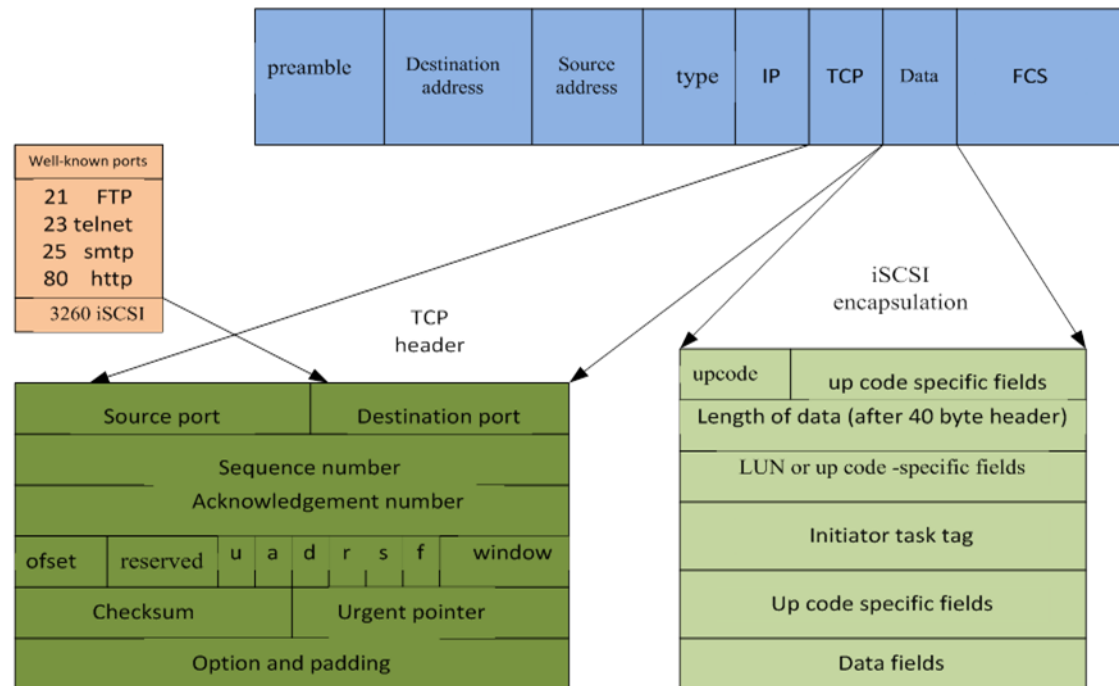 preamble
Destination
address
Source
address
type
IP
TCP
Data
FCS
Well-known ports
21 FTP
23 telnet
25 smtp
80 http
3260 iSCSI
TCP
header
iSCSI
encapsulation
Source port
Destination port
Sequence number
Acknowledgement number
ofset
reserved
u
a
d
r
s
f
window
Checksum
Urgent pointer
Option and padding
upcode
up code specific fields
Length of data (after 40 byte header)
LUN or up code -specific fields
Initiator task tag
Up code specific fields
Data fields